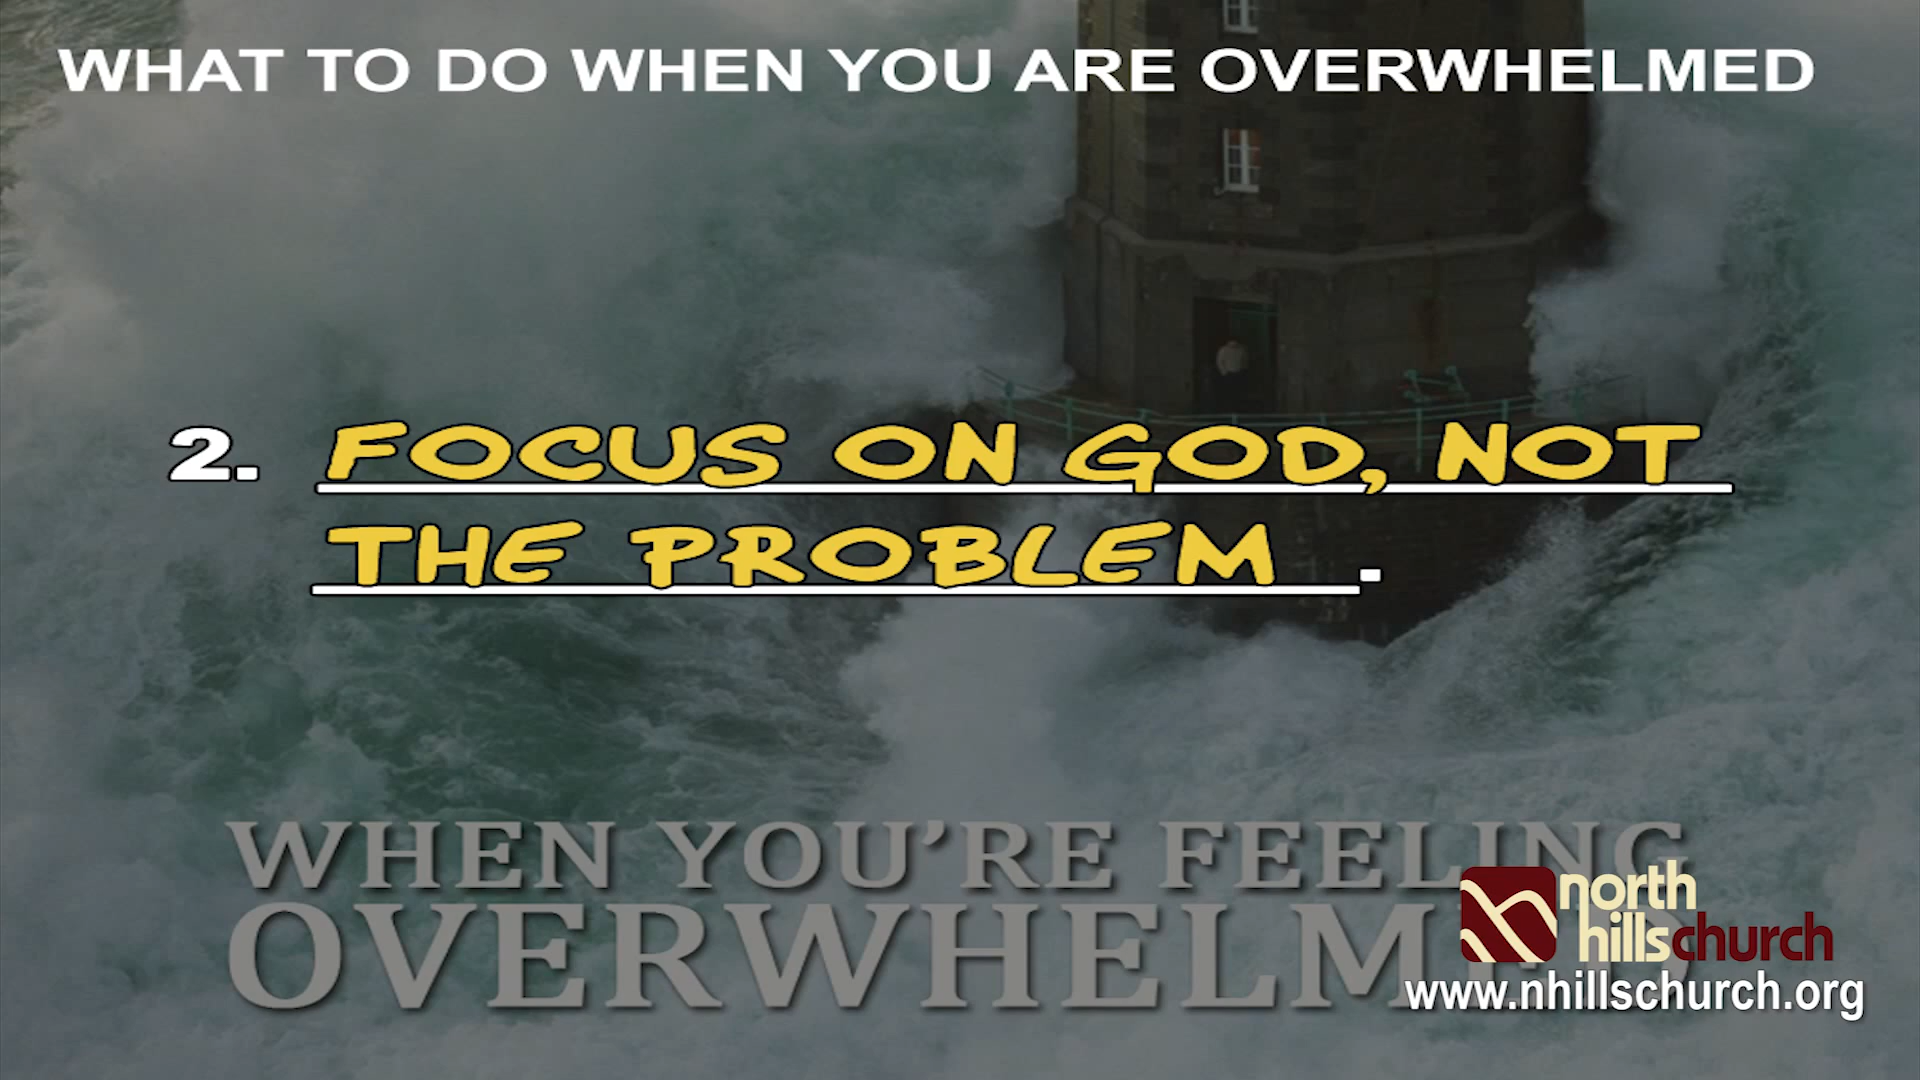 WHAT TO DO WHEN YOU ARE OVERWHELMED
2. FOCUS ON GOD, NOT
THE PROBLEM.
WHEN YOU'RE FEELING
OVERWHELMED
north
hillschurch
www.nhillschurch.org